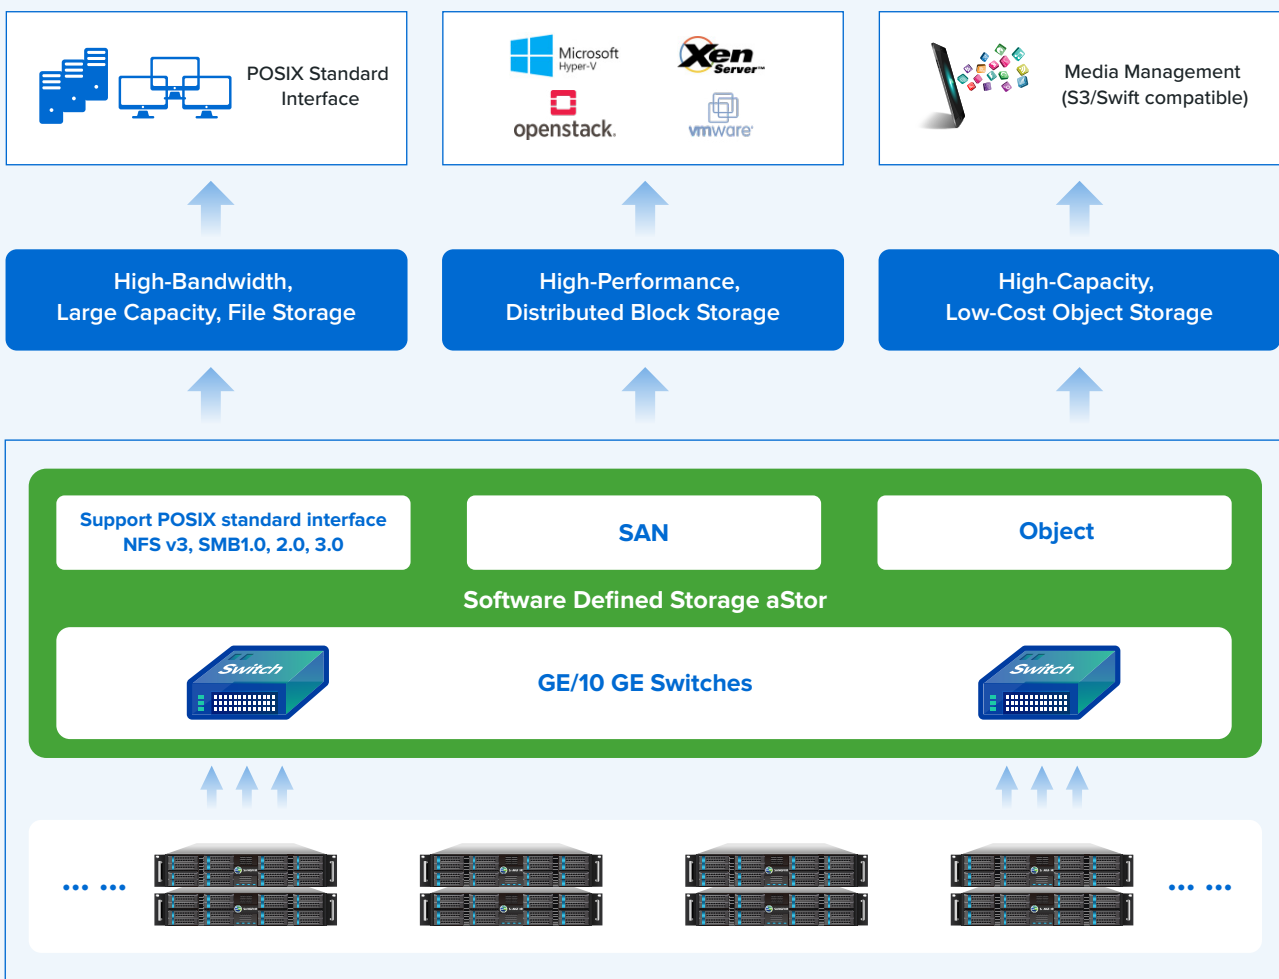 POSIX Standard
Interface
Microsoft
Hyper-V
Xen
Server™
openstack.
vmware
Media Management
(S3/Swift compatible)
High-Bandwidth,
Large Capacity, File Storage
High-Performance,
Distributed Block Storage
High-Capacity,
Low-Cost Object Storage
Support POSIX standard interface
NFS v3, SMB1.0, 2.0, 3.0
SAN
Object
Software Defined Storage aStor
Switch
GE/10 GE Switches
Switch
... ...
... ...